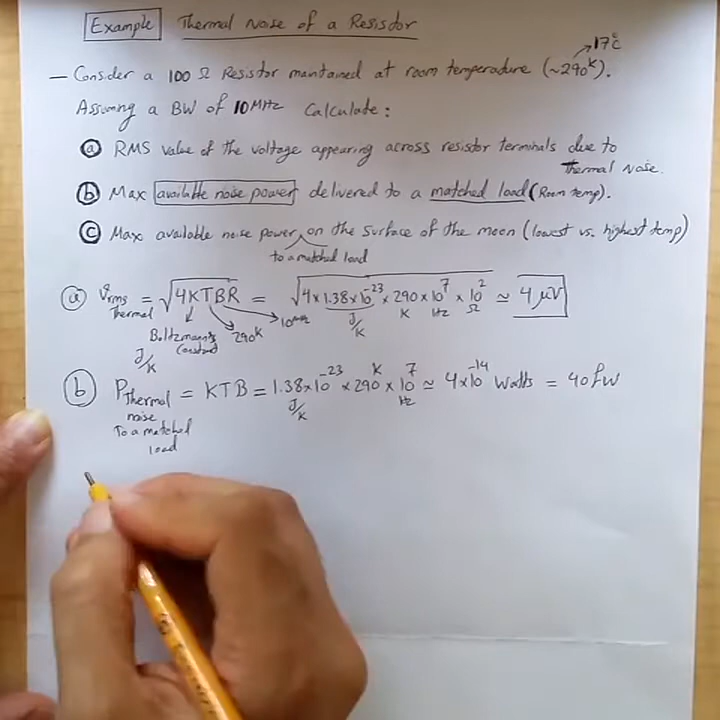 Example Thermal Noise of a Resistor
17°C
— Consider a 100 Ω Resistor maintained at room temperature (~290K).
Assuming a BW of 10MHz Calculate:
(a) RMS value of the voltage appearing across resistor terminals due to
thermal noise.
(b) Max available noise power delivered to a matched load (Room temp).
(c) Max available noise power on the surface of the moon (lowest vs. highest temp)
to a matched load
(a) Vrms = √4KTBR = √4 × 1.38×10^-23 × 290 × 10^7 × 10^2 ≃ 4 μV
Thermal J/K K Hz Ω
Boltzmann's Constant 290K 10MHz
J/K
(b) PThermal = KTB = 1.38×10^-23 × 290 K × 10^7 ≃ 4×10^-14 Watts = 40 fW
noise J/K Hz
To a matched
load